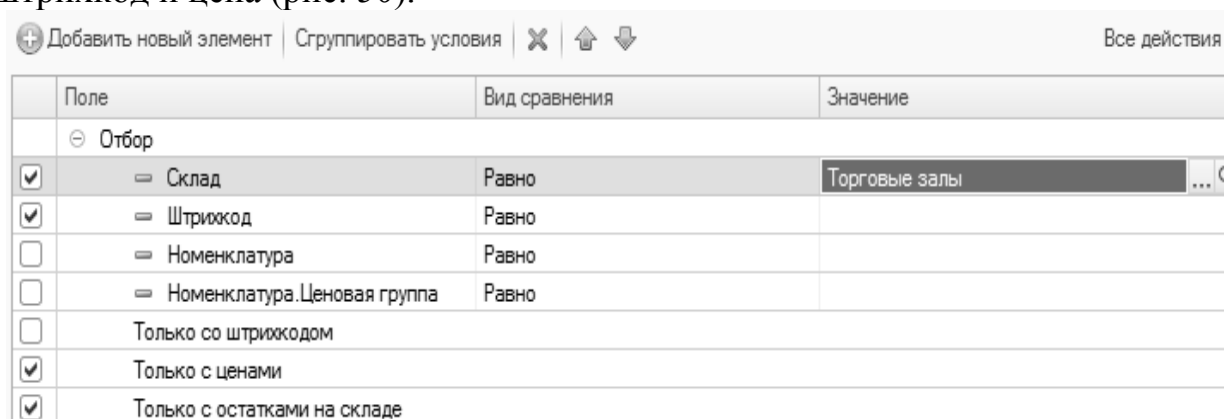 штрихкод и цена (рис. 50).
Добавить новый элемент Сгруппировать условия Все действия
Поле Вид сравнения Значение
Отбор
Склад Равно Торговые залы ...
Штрихкод Равно
Номенклатура Равно
Номенклатура.Ценовая группа Равно
Только со штрихкодом
Только с ценами
Только с остатками на складе